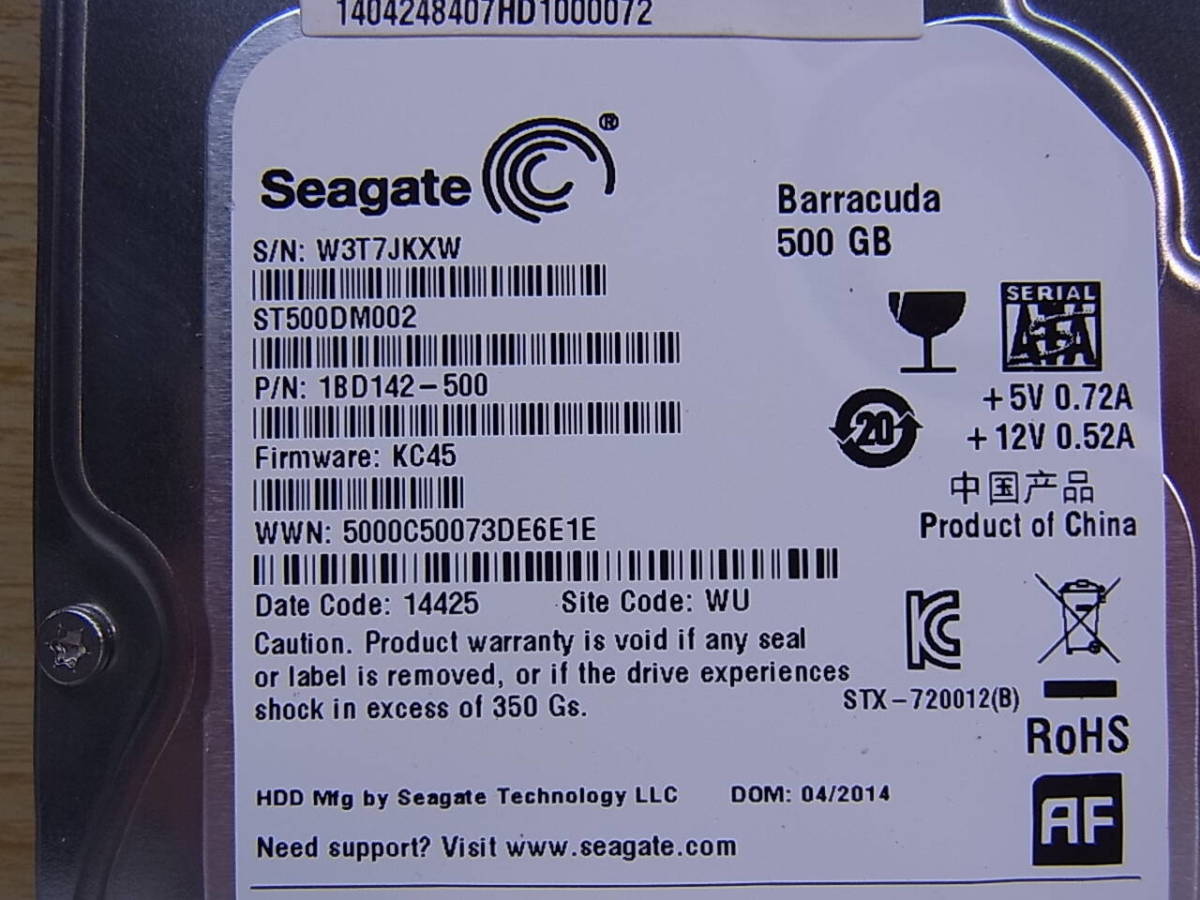 1404248407HD1000072
Seagate®
Barracuda
500 GB
S/N: W3T7JKXW
ST500DM002
P/N: 1BD142-500
Firmware: KC45
WWN: 5000C50073DE6E1E
Date Code: 14425 Site Code: WU
SERIAL
ATA
+5V 0.72A
+12V 0.52A
20
中国产品
Product of China
Caution. Product warranty is void if any seal
or label is removed, or if the drive experiences
shock in excess of 350 Gs.
KC
STX-720012(B)
RoHS
HDD Mfg by Seagate Technology LLC DOM: 04/2014
AF
Need support? Visit www.seagate.com